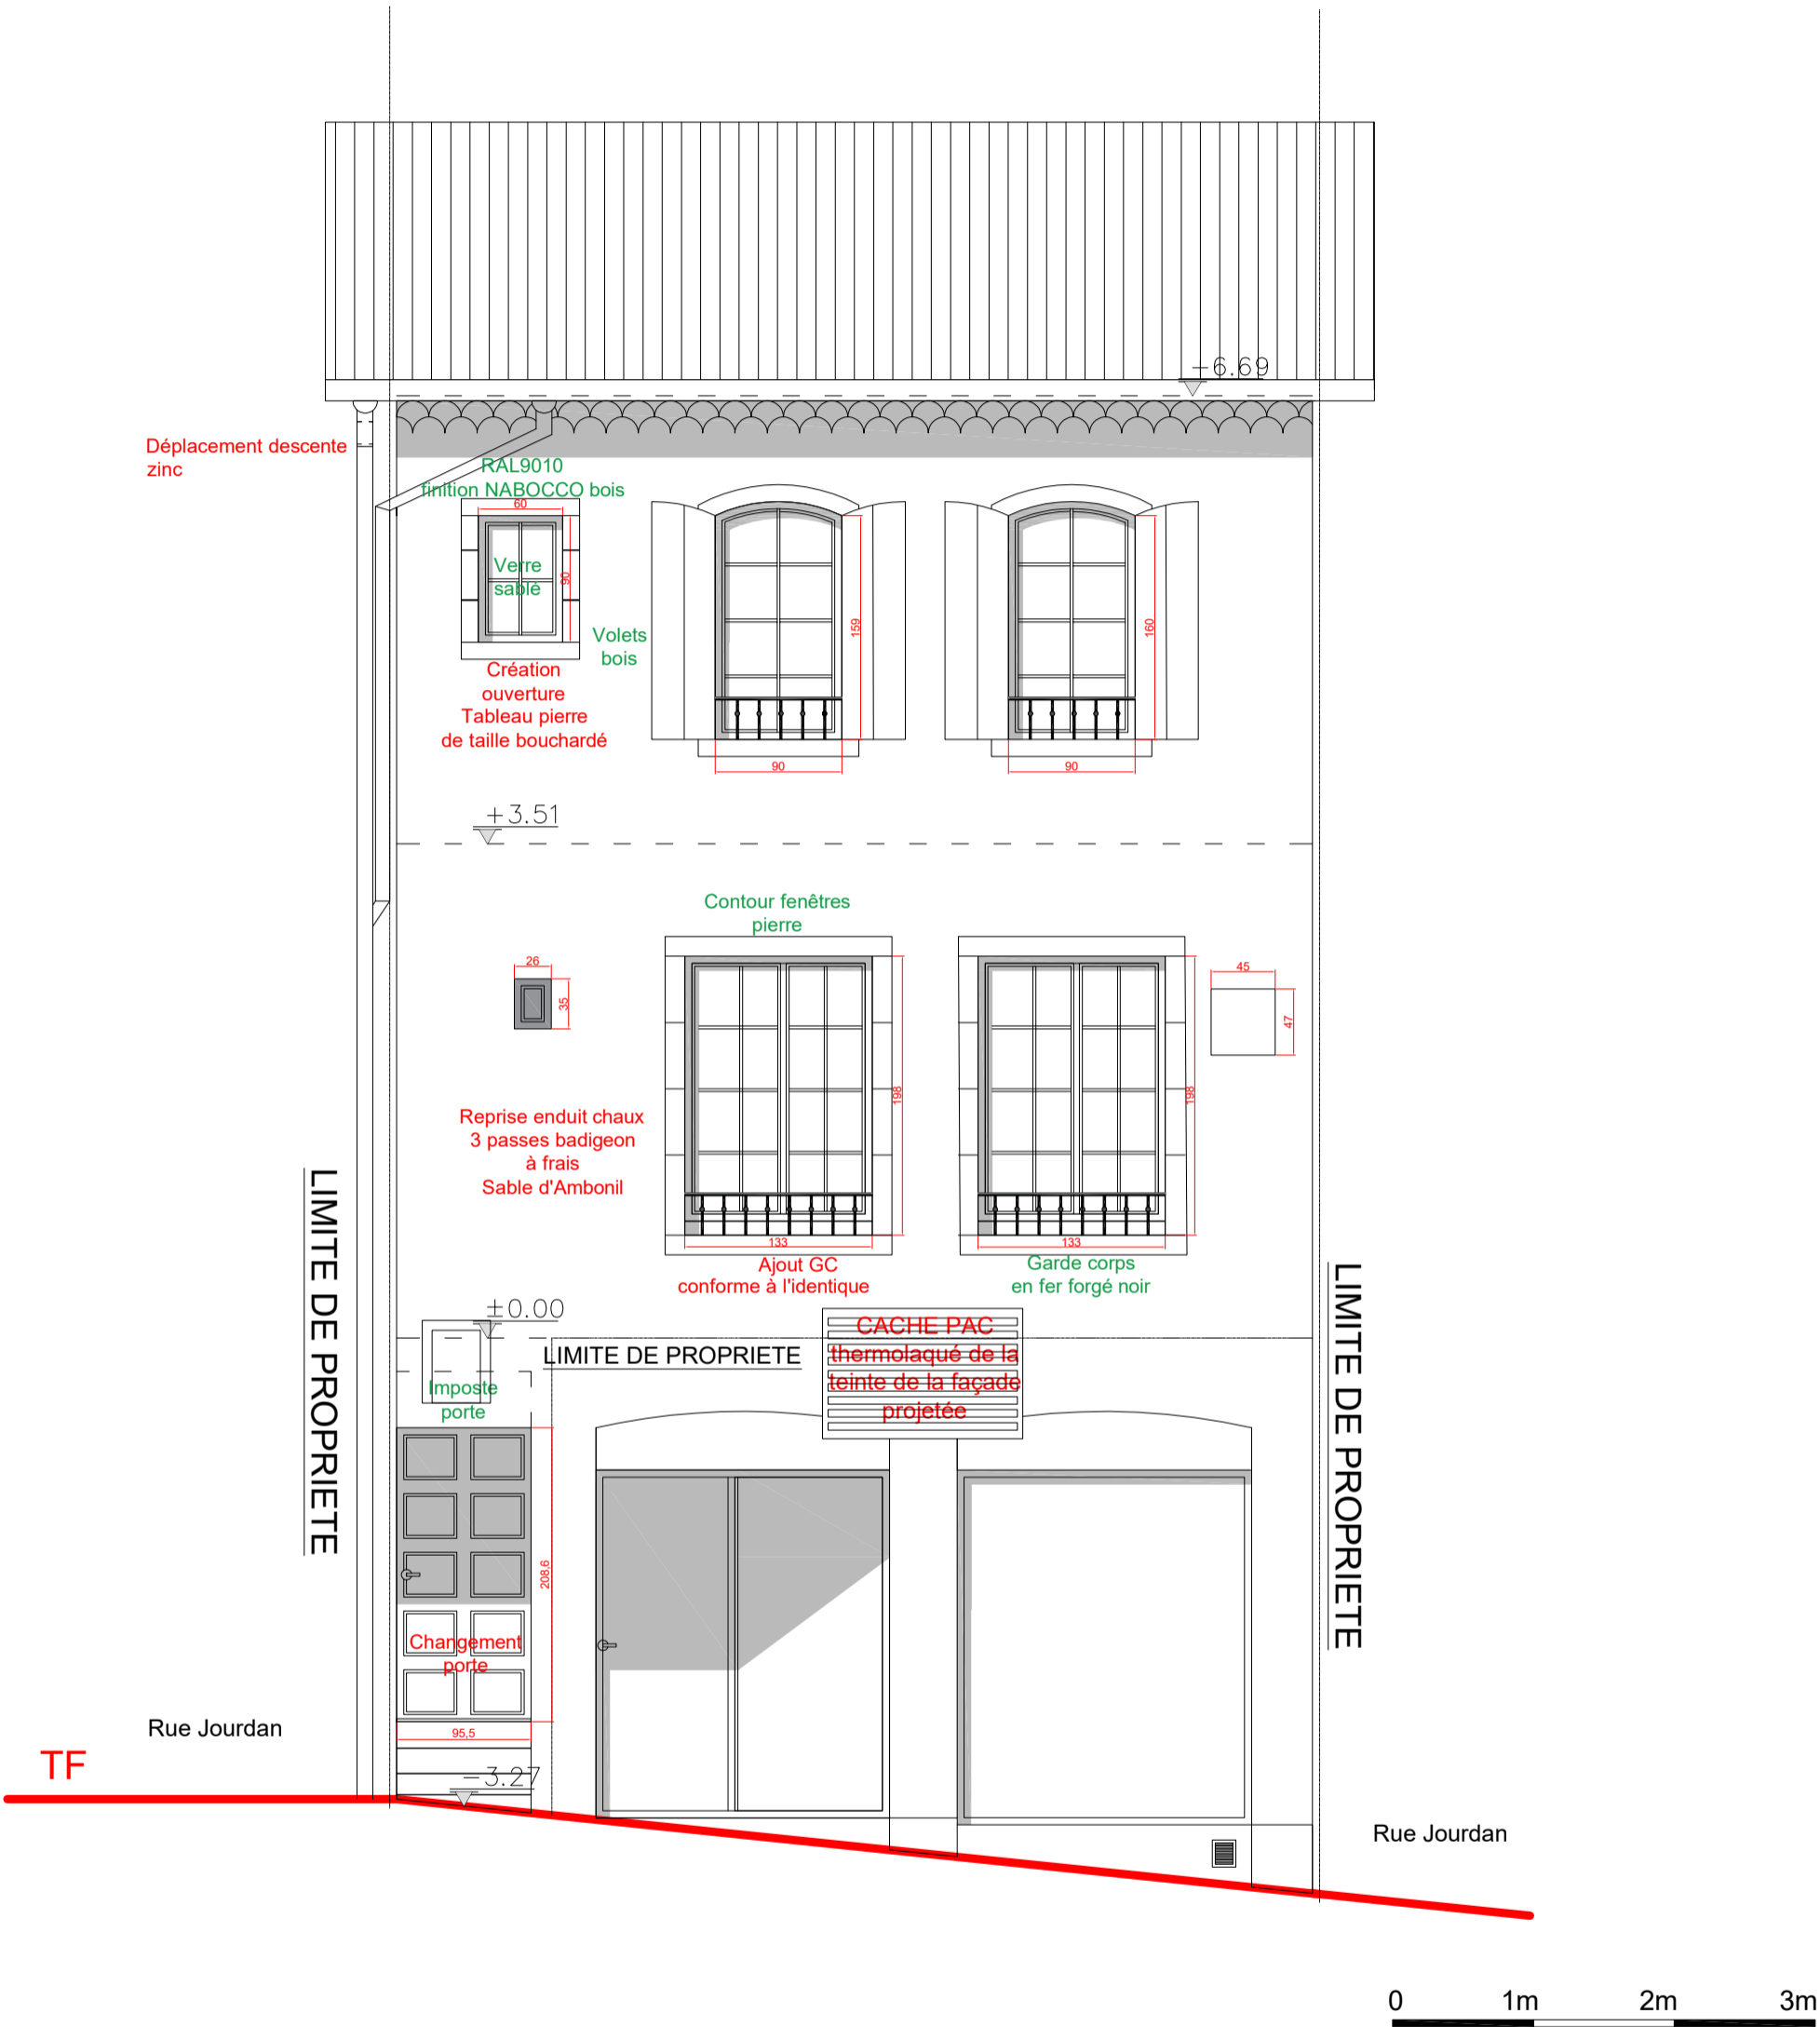 +6.69
Déplacement descente
zinc
RAL9010
finition NABOCCO bois
60
Verre
sablé
90
Volets
bois
159
160
Création
ouverture
Tableau pierre
de taille bouchardé
90
90
+3.51
Contour fenêtres
pierre
26
35
45
47
198
198
Reprise enduit chaux
3 passes badigeon
à frais
Sable d'Ambonil
133
133
Ajout GC
conforme à l'identique
Garde corps
en fer forgé noir
LIMITE DE PROPRIETE
LIMITE DE PROPRIETE
±0.00
LIMITE DE PROPRIETE
CACHE PAC
thermolaqué de la
teinte de la façade
projetée
Imposte
porte
208,6
Changement
porte
95,5
Rue Jourdan
TF
-3.27
Rue Jourdan
0 1m 2m 3m